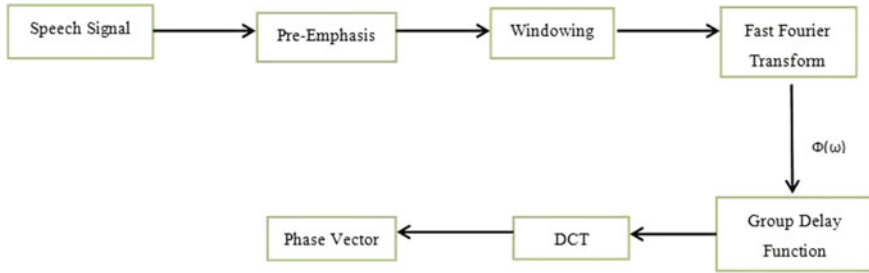 Speech Signal
Pre-Emphasis
Windowing
Fast Fourier
Transform
Φ(ω)
Group Delay
Function
DCT
Phase Vector